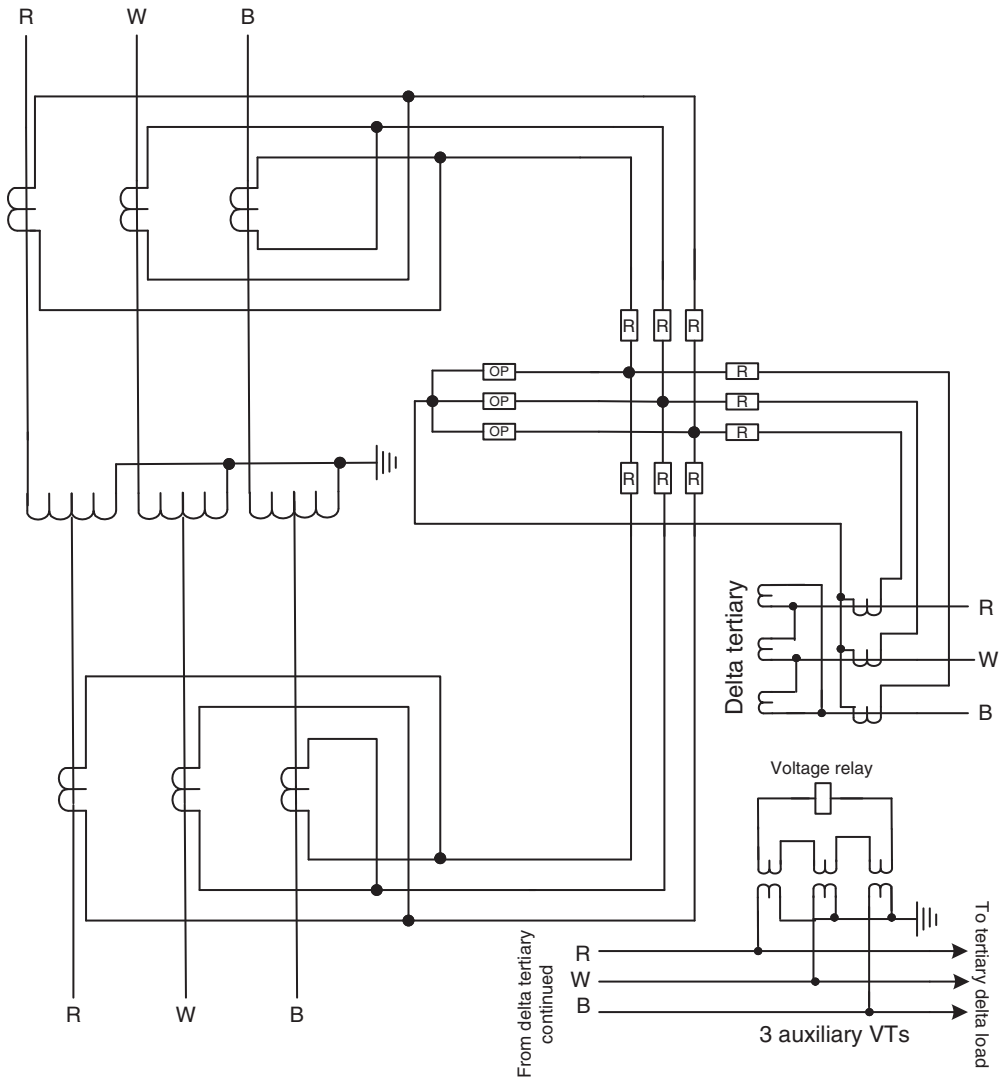 R W B
R R R
OP R
OP R
OP R
R R R
Delta tertiary
R
W
B
Voltage relay
From delta tertiary
continued
R
W
B
To tertiary delta load
3 auxiliary VTs
R W B